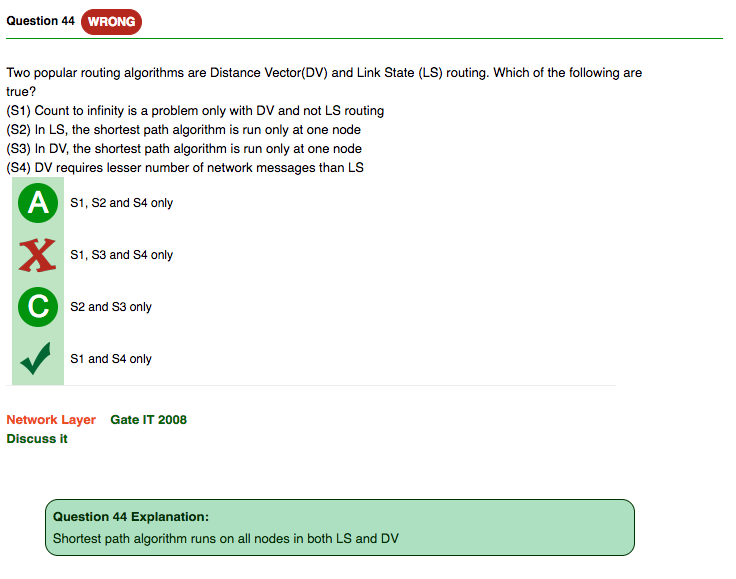 Question 44 WRONG
Two popular routing algorithms are Distance Vector(DV) and Link State (LS) routing. Which of the following are
true?
(S1) Count to infinity is a problem only with DV and not LS routing
(S2) In LS, the shortest path algorithm is run only at one node
(S3) In DV, the shortest path algorithm is run only at one node
(S4) DV requires lesser number of network messages than LS
A S1, S2 and S4 only
S1, S3 and S4 only
C S2 and S3 only
S1 and S4 only
Network Layer Gate IT 2008
Discuss it
Question 44 Explanation:
Shortest path algorithm runs on all nodes in both LS and DV